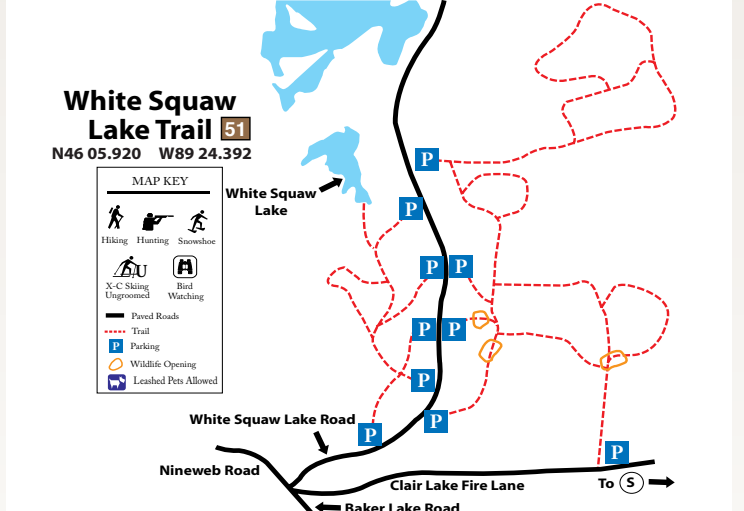 White Squaw
Lake Trail 51
N46 05.920 W89 24.392
MAP KEY
Hiking Hunting Snowshoe
X-C Skiing
Ungroomed
U
Bird
Watching
Paved Roads
Trail
P Parking
Wildlife Opening
Leashed Pets Allowed
White Squaw
Lake
P
P
P P
P P
P
P
P
P
White Squaw Lake Road
Nineweb Road
Clair Lake Fire Lane
To S
Baker Lake Road